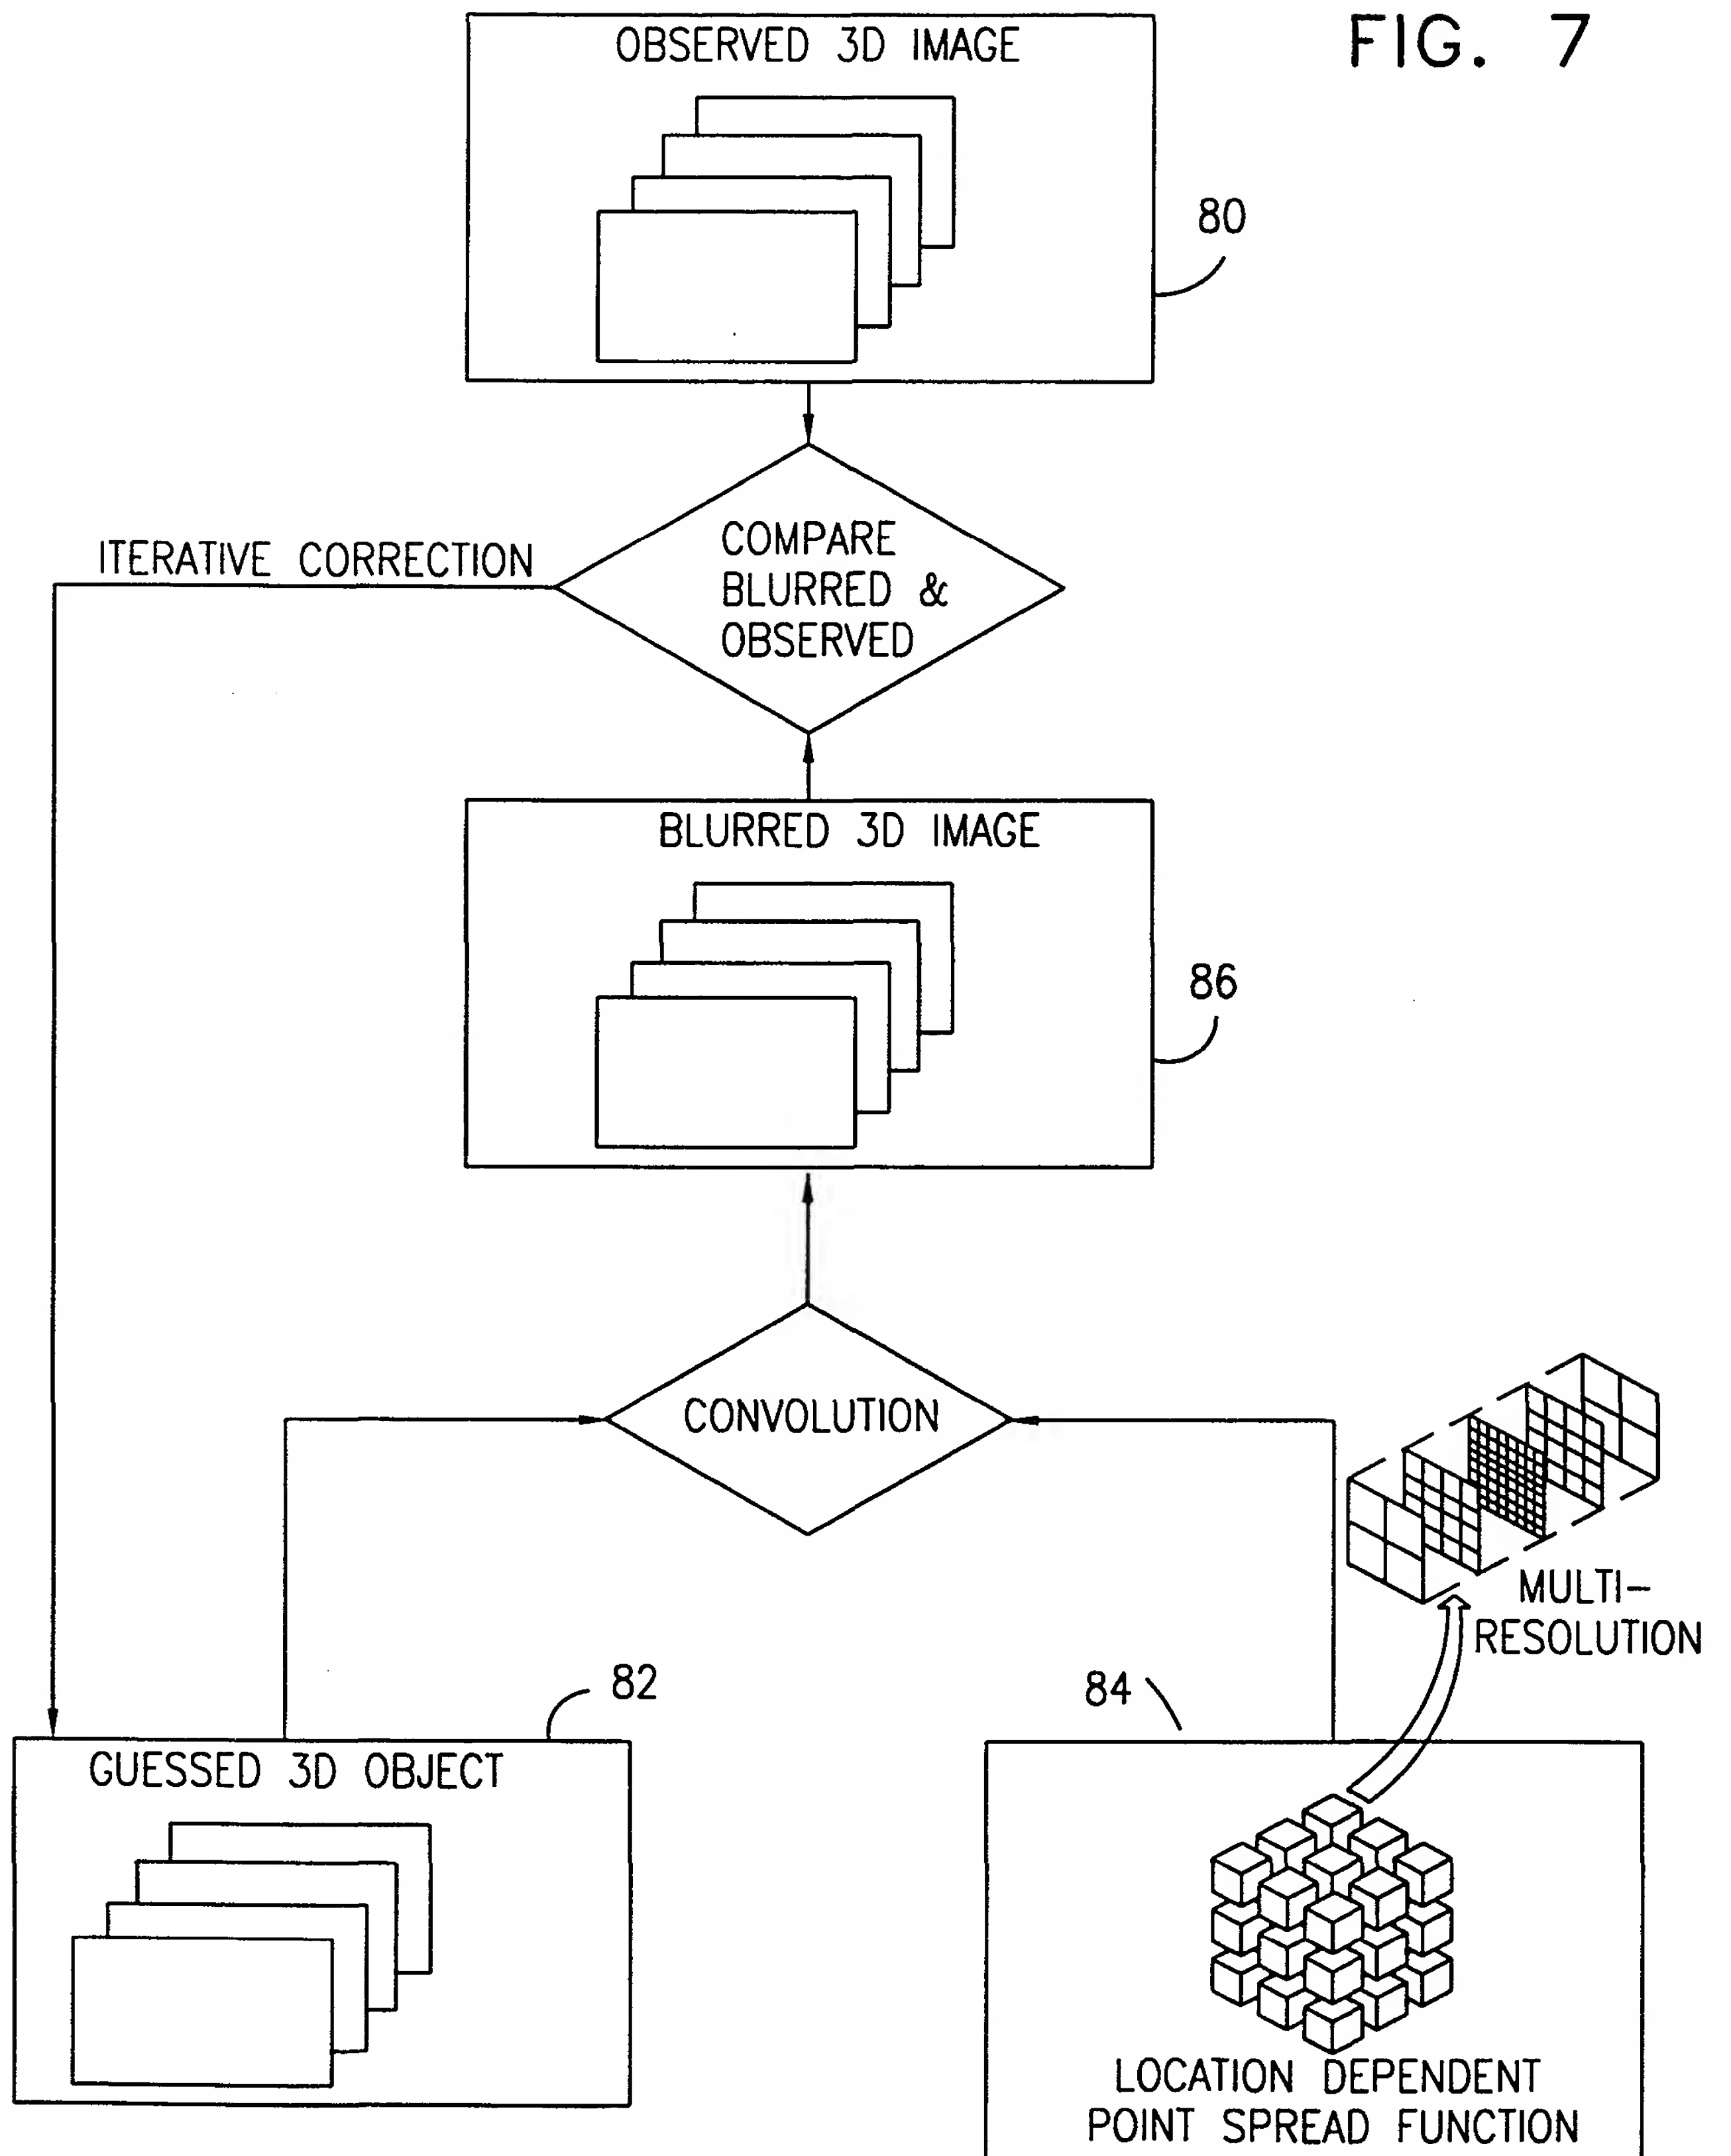 FIG. 7
OBSERVED 3D IMAGE
80
ITERATIVE CORRECTION
COMPARE
BLURRED &
OBSERVED
BLURRED 3D IMAGE
86
CONVOLUTION
MULTI-
RESOLUTION
82
84
GUESSED 3D OBJECT
LOCATION DEPENDENT
POINT SPREAD FUNCTION